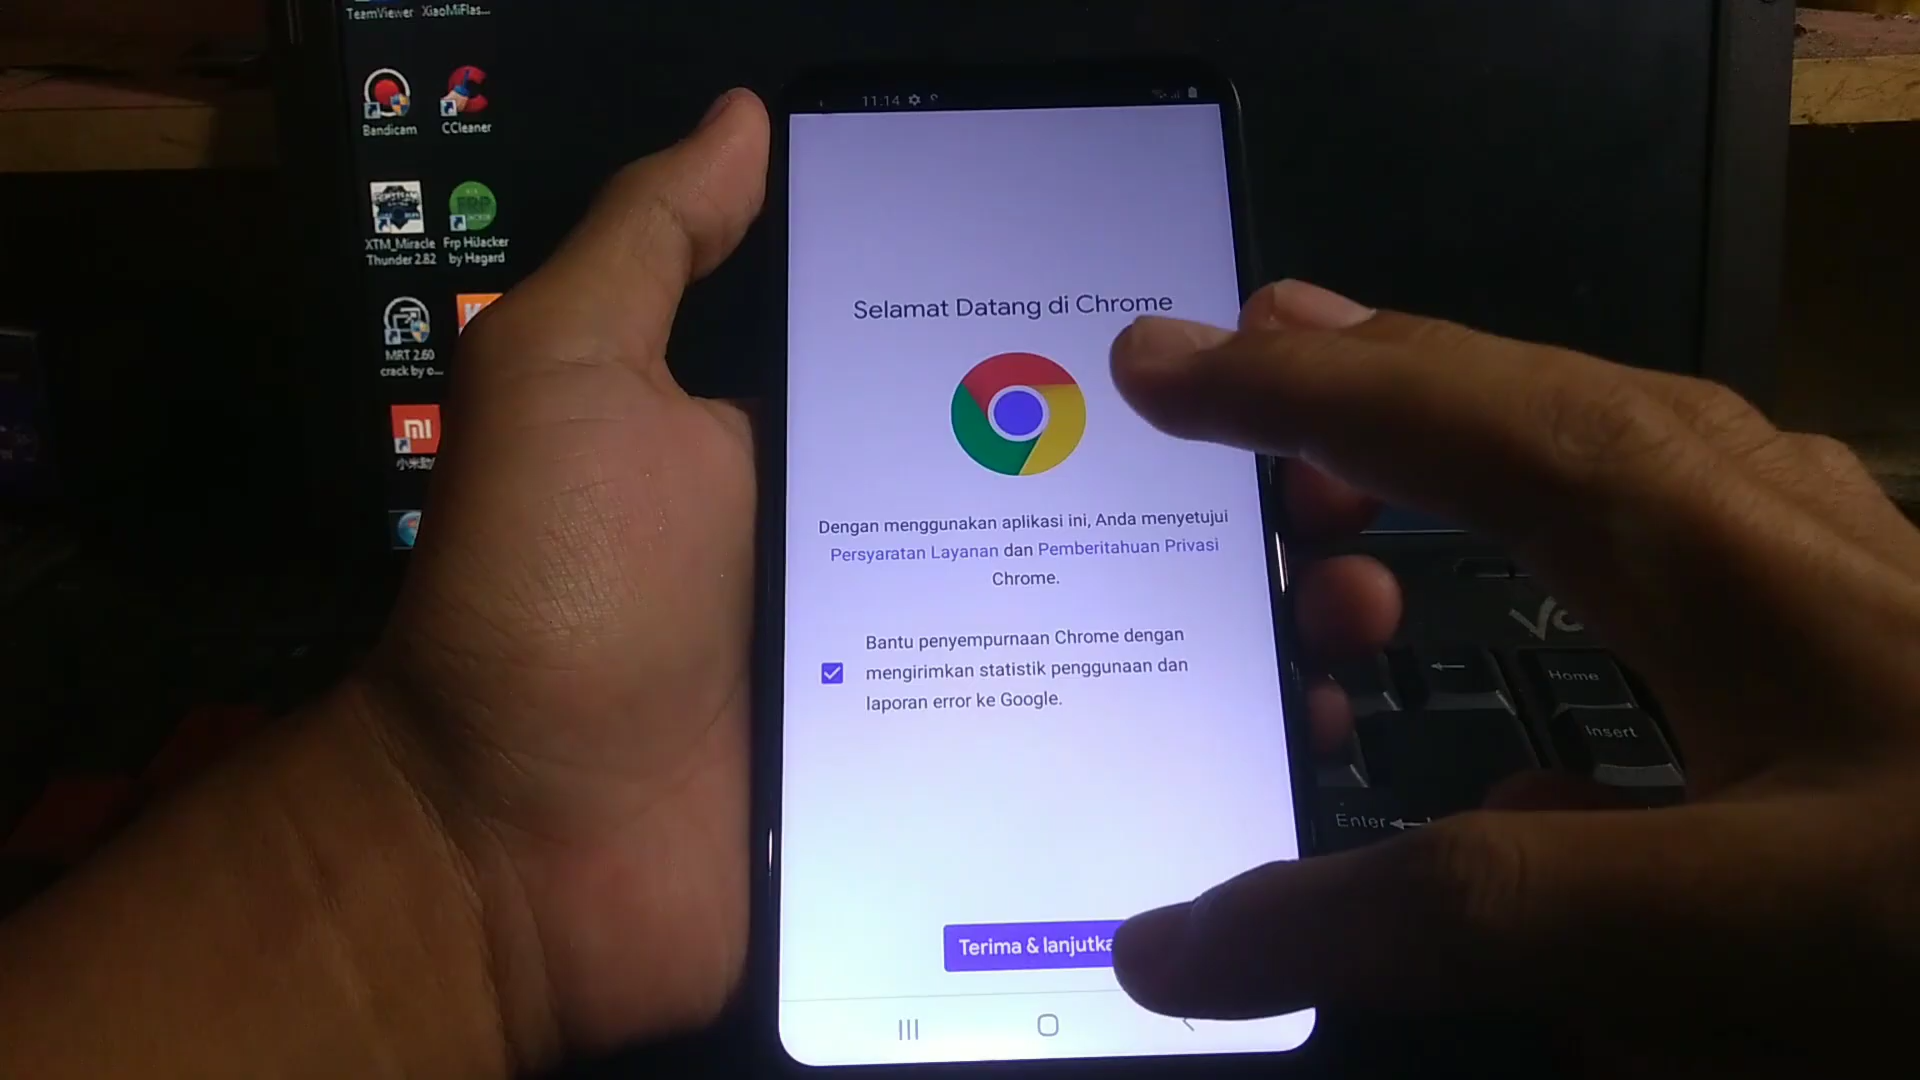 TeamViewer
XiaoMiFlas...
Bandicam
CCleaner
XTM_Miracle
Thunder 2.82
FRP
Frp HiJacker
by Hagard
MRT 2.60
crack by o...
mi
11.14
Selamat Datang di Chrome
Dengan menggunakan aplikasi ini, Anda menyetujui
Persyaratan Layanan dan Pemberitahuan Privasi
Chrome.
Bantu penyempurnaan Chrome dengan
mengirimkan statistik penggunaan dan
laporan error ke Google.
Terima & lanjutka
Home
Insert
Enter